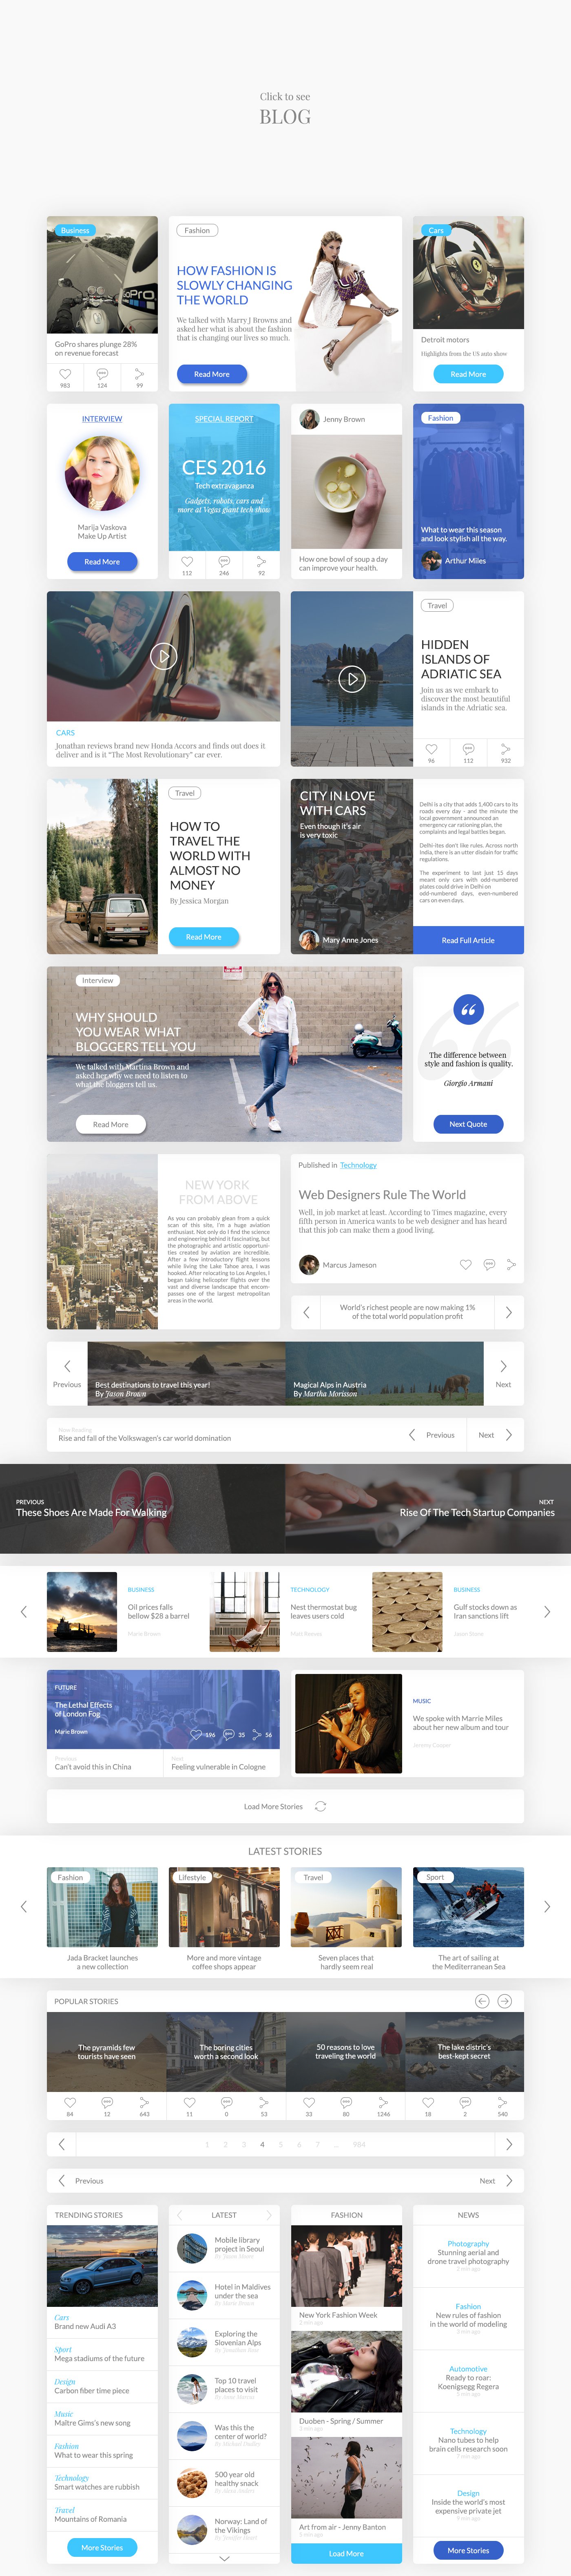 Click to see
BLOG
Business
GoPro shares plunge 28%
on revenue forecast
983
124
99
Fashion
HOW FASHION IS
SLOWLY CHANGING
THE WORLD
We talked with Marry J Browns and
asked her what is about the fashion
that is changing our lives so much.
Read More
Cars
Detroit motors
Highlights from the US auto show
Read More
INTERVIEW
Marija Vaskova
Make Up Artist
Read More
SPECIAL REPORT
CES 2016
Tech extravaganza
Gadgets, robots, cars and
more at Vegas giant tech show
112
246
92
Jenny Brown
How one bowl of soup a day
can improve your health.
Fashion
What to wear this season
and look stylish all the way.
Arthur Miles
CARS
Jonathan reviews brand new Honda Accors and finds out does it
deliver and is it “The Most Revolutionary” car ever.
Travel
HIDDEN
ISLANDS OF
ADRIATIC SEA
Join us as we embark to
discover the most beautiful
islands in the Adriatic sea.
96
112
932
Travel
HOW TO
TRAVEL THE
WORLD WITH
ALMOST NO
MONEY
By Jessica Morgan
Read More
CITY IN LOVE
WITH CARS
Even though it's air
is very toxic
Mary Anne Jones
Delhi is a city that adds 1,400 cars to its
roads every day - and the minute the
local government announced an
emergency car rationing plan, the
complaints and legal battles began.
Delhi-ites don't like rules. Across north
India, there is an utter disdain for traffic
regulations.
The experiment to last just 15 days
meant only cars with odd-numbered
plates could drive in Delhi on
odd-numbered days, even-numbered
cars on even days.
Read Full Article
Interview
WHY SHOULD
YOU WEAR WHAT
BLOGGERS TELL YOU
We talked with Martina Brown and
asked her why we need to listen to
what the bloggers tell us.
Read More
The difference between
style and fashion is quality.
Giorgio Armani
Next Quote
NEW YORK
FROM ABOVE
As you can probably glean from a quick
scan of this site, I'm a huge aviation
enthusiast. Not only do I find the science
and engineering behind it fascinating, but
the photographic and artistic opportuni-
ties created by aviation are incredible.
After a few introductory flight lessons
while living the Lake Tahoe area, I was
hooked. After relocating to Los Angeles, I
began taking helicopter flights over the
vast and diverse landscape that encom-
passes one of the largest metropolitan
areas in the world.
Published in Technology
Web Designers Rule The World
Well, in job market at least. According to Times magazine, every
fifth person in America wants to be web designer and has heard
that this job can make them a good living.
Marcus Jameson
World's richest people are now making 1%
of the total world population profit
Previous
Best destinations to travel this year!
By Jason Brown
Magical Alps in Austria
By Martha Morisson
Next
Now Reading
Rise and fall of the Volkswagen's car world domination
Previous
Next
PREVIOUS
These Shoes Are Made For Walking
NEXT
Rise Of The Tech Startup Companies
BUSINESS
Oil prices falls
bellow $28 a barrel
Marie Brown
TECHNOLOGY
Nest thermostat bug
leaves users cold
BUSINESS
Gulf stocks down as
Iran sanctions lift
FUTURE
The Lethal Effects
of London Fog
Marie Brown
196
35
56
Previous
Can't avoid this in China
Next
Feeling vulnerable in Cologne
MUSIC
We spoke with Marrie Miles
about her new album and tour
Load More Stories
LATEST STORIES
Fashion
Jada Bracket launches
a new collection
Lifestyle
More and more vintage
coffee shops appear
Travel
Seven places that
hardly seem real
Sport
The art of sailing at
the Mediterranean Sea
POPULAR STORIES
The pyramids few
tourists have seen
The boring cities
worth a second look
50 reasons to love
traveling the world
The lake distric's
best-kept secret
84
12
643
11
0
53
33
80
1246
18
2
540
1 2 3 4 5 6 7 ... 984
Previous
Next
TRENDING STORIES
Cars
Brand new Audi A3
Sport
Mega stadiums of the future
Design
Carbon fiber time piece
Music
Maître Gims's new song
Fashion
What to wear this spring
Technology
Smart watches are rubbish
Travel
Mountains of Romania
More Stories
LATEST
Mobile library
project in Seoul
Hotel in Maldives
under the sea
Exploring the
Slovenian Alps
Top 10 travel
places to visit
Was this the
center of world?
500 year old
healthy snack
Norway: Land of
the Vikings
FASHION
New York Fashion Week
Duoben - Spring / Summer
Art from air - Jenny Banton
Load More
NEWS
Photography
Stunning aerial and
drone travel photography
Fashion
New rules of fashion
in the world of modeling
Automotive
Ready to roar:
Koenigsegg Regera
Technology
Nano tubes to help
brain cells research soon
Design
Inside the world's most
expensive private jet
More Stories